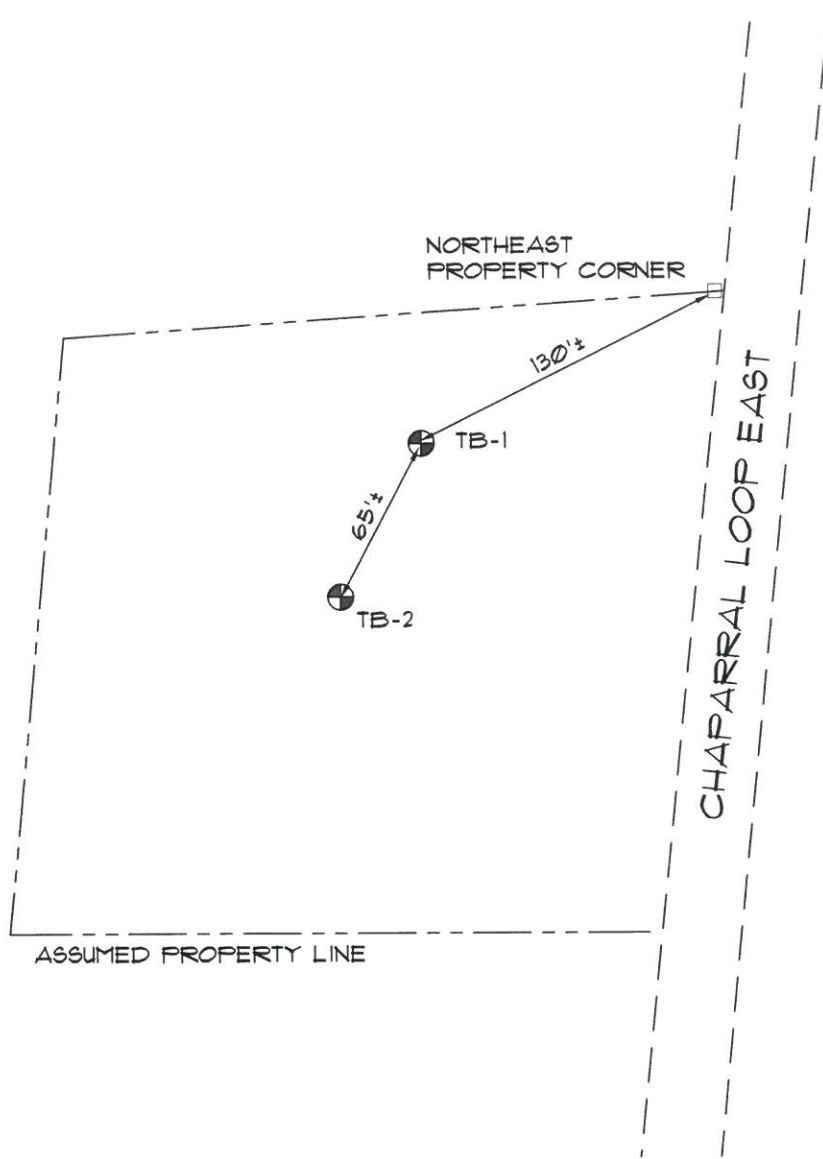 NORTHEAST
PROPERTY CORNER
130'±
TB-1
65'±
TB-2
CHAPARRAL LOOP EAST
ASSUMED PROPERTY LINE